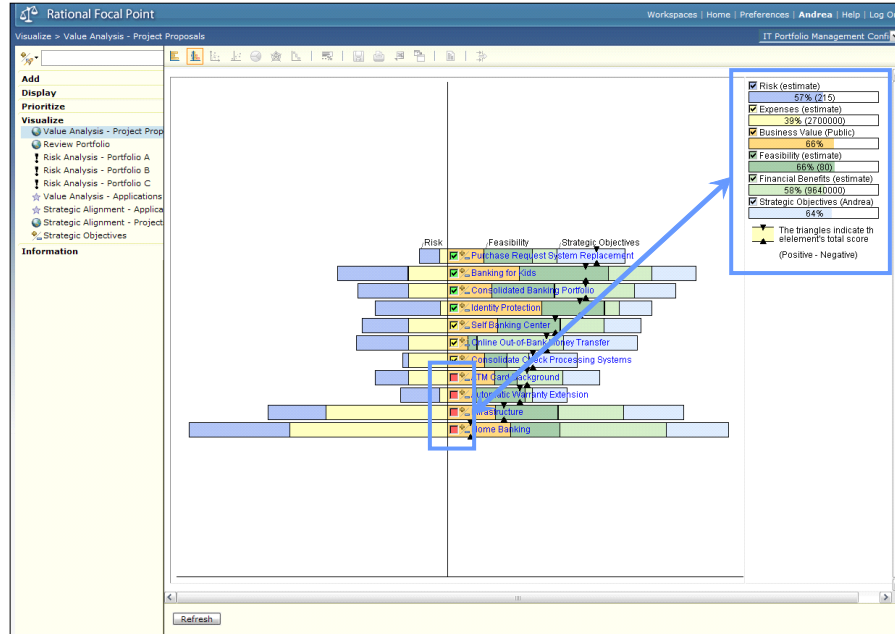 Rational Focal Point
Workspaces | Home | Preferences | Andrea | Help | Log O
Visualize > Value Analysis - Project Proposals
IT Portfolio Management Confi
Add
Display
Prioritize
Visualize
Value Analysis - Project Prop
Review Portfolio
Risk Analysis - Portfolio A
Risk Analysis - Portfolio B
Risk Analysis - Portfolio C
Value Analysis - Applications
Strategic Alignment - Applica
Strategic Alignment - Project
Strategic Objectives
Information
Risk (estimate)
57% (215)
Expenses (estimate)
39% (2700000)
Business Value (Public)
66%
Feasibility (estimate)
66% (80)
Financial Benefits (estimate)
58% (9640000)
Strategic Objectives (Andrea)
64%
The triangles indicate th
elelement's total score
(Positive - Negative)
Risk Feasibility Strategic Objectives
Purchase Request System Replacement
Banking for Kids
Consolidated Banking Portfolio
Identity Protection
Self Banking Center
Online Out-of-Bank Money Transfer
Consolidate Check Processing Systems
ATM Card Background
Automatic Warranty Extension
Infrastructure
Home Banking
Refresh